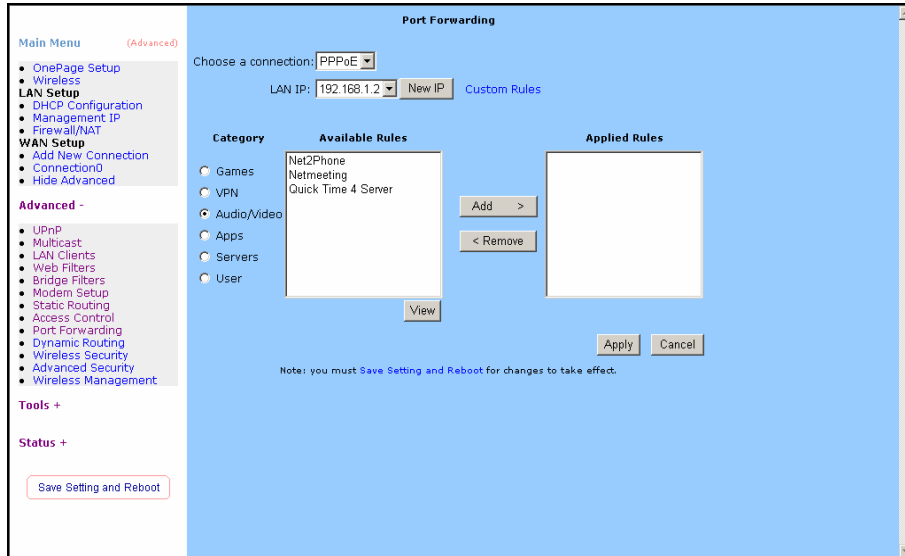 Port Forwarding
Main Menu (Advanced)
OnePage Setup
Wireless
LAN Setup
DHCP Configuration
Management IP
Firewall/NAT
WAN Setup
Add New Connection
Connection0
Hide Advanced
Advanced -
UPnP
Multicast
LAN Clients
Web Filters
Bridge Filters
Modem Setup
Static Routing
Access Control
Port Forwarding
Dynamic Routing
Wireless Security
Advanced Security
Wireless Management
Tools +
Status +
Save Setting and Reboot
Choose a connection: PPPoE
LAN IP: 192.168.1.2 New IP Custom Rules
Category Available Rules Applied Rules
Games
VPN
Audio/Video
Apps
Servers
User
Net2Phone
Netmeeting
Quick Time 4 Server
Add >
< Remove
View
Apply Cancel
Note: you must Save Setting and Reboot for changes to take effect.